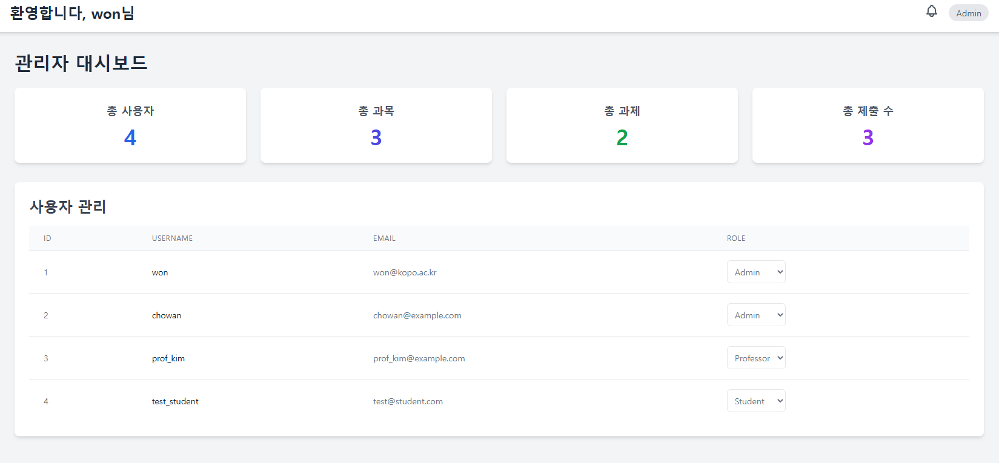 환영합니다, won님
Admin
관리자 대시보드
총 사용자
4
총 과목
3
총 과제
2
총 제출 수
3
사용자 관리
ID USERNAME EMAIL ROLE
1 won won@kopo.ac.kr Admin
2 chowan chowan@example.com Admin
3 prof_kim prof_kim@example.com Professor
4 test_student test@student.com Student